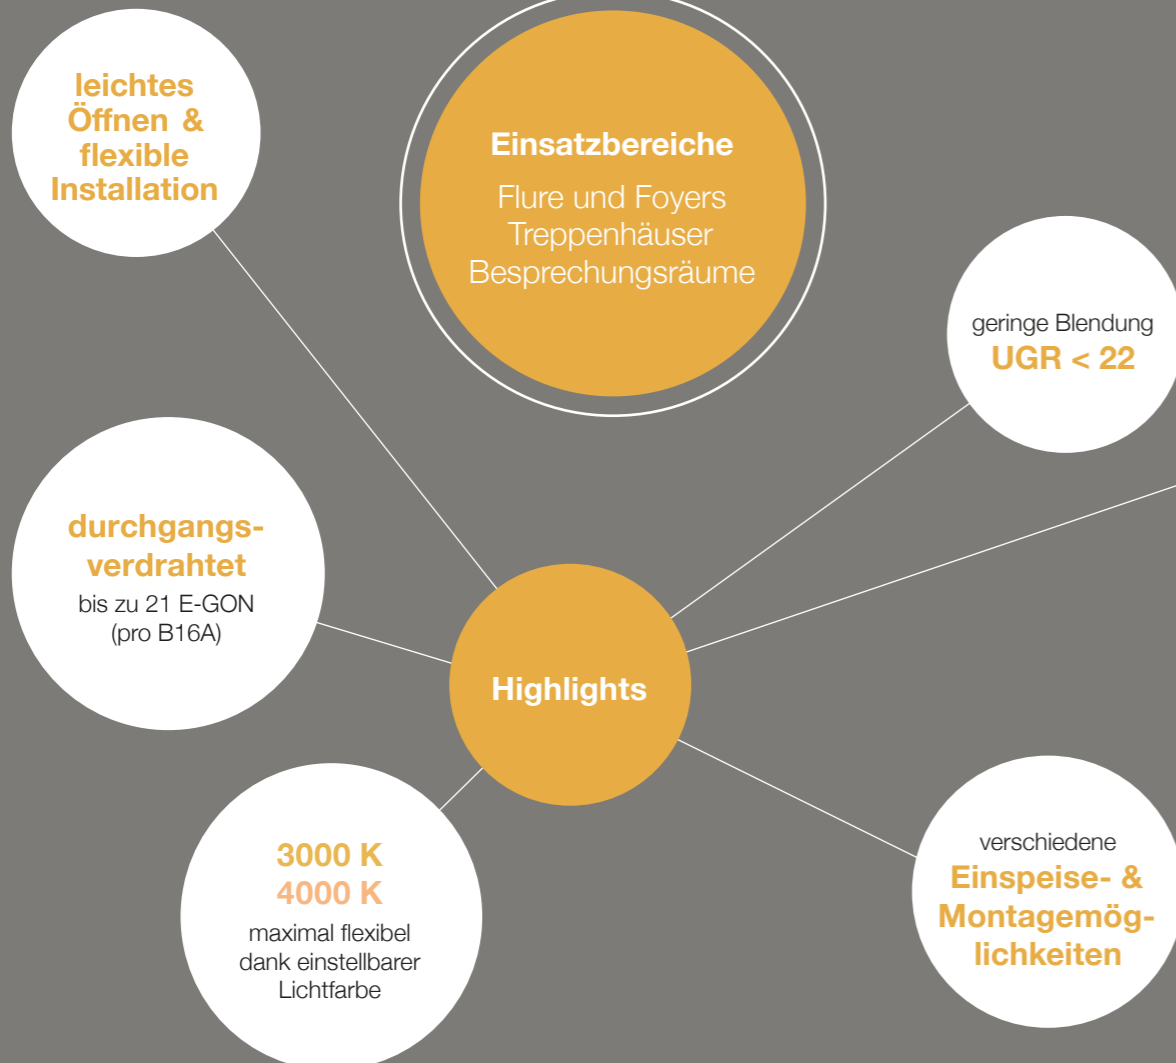 leichtes
Öffnen &
flexible
Installation
Einsatzbereiche
Flure und Foyers
Treppenhäuser
Besprechungsräume
geringe Blendung
UGR < 22
durchgangs-
verdrahtet
bis zu 21 E-GON
(pro B16A)
Highlights
3000 K
4000 K
maximal flexibel
dank einstellbarer
Lichtfarbe
verschiedene
Einspeise- &
Montagemög-
lichkeiten